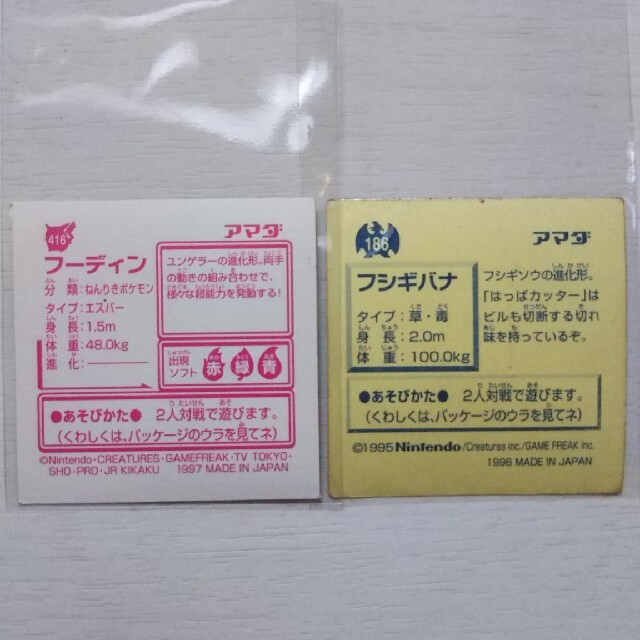 416
アマダ
フーディン
分類:ねんりきポケモン
タイプ:エスパー
身長:1.5m
体重:48.0kg
進化:
ユンゲラーの進化形。両手
の動きの組み合わせで、
様々な超能力を発動する!
出現
ソフト
赤 緑 青
●あそびかた● 2人対戦で遊びます。
(くわしくは、パッケージのウラを見てネ)
©Nintendo・CREATURES・GAMEFREAK・TV TOKYO・
SHO-PRO・JR KIKAKU 1997 MADE IN JAPAN
186
アマダ
フシギバナ
タイプ:草・毒
身長:2.0m
体重:100.0kg
フシギソウの進化形。
「はっぱカッター」は
ビルも切断する切れ
味を持っているぞ。
●あそびかた● 2人対戦で遊びます。
(くわしくは、パッケージのウラを見てネ)
©1995 Nintendo/Creatures inc./GAME FREAK inc.
1996 MADE IN JAPAN